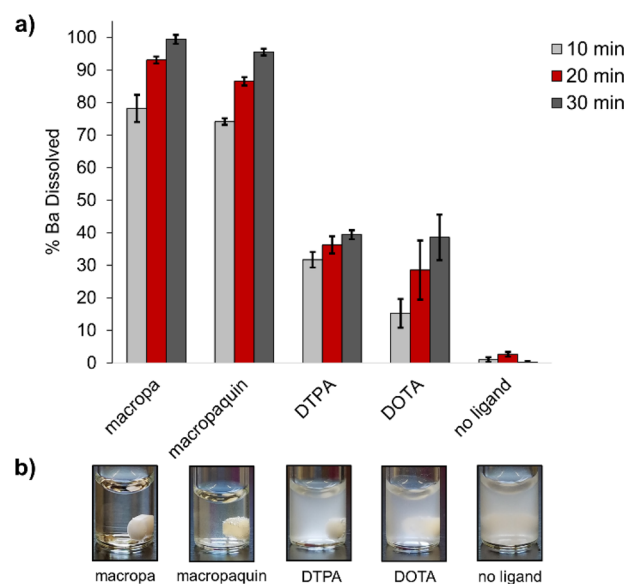 a)
% Ba Dissolved
100
90
80
70
60
50
40
30
20
10
0
10 min
20 min
30 min
macropa
macropaquin
DTPA
DOTA
no ligand
b)
macropa
macropaquin
DTPA
DOTA
no ligand